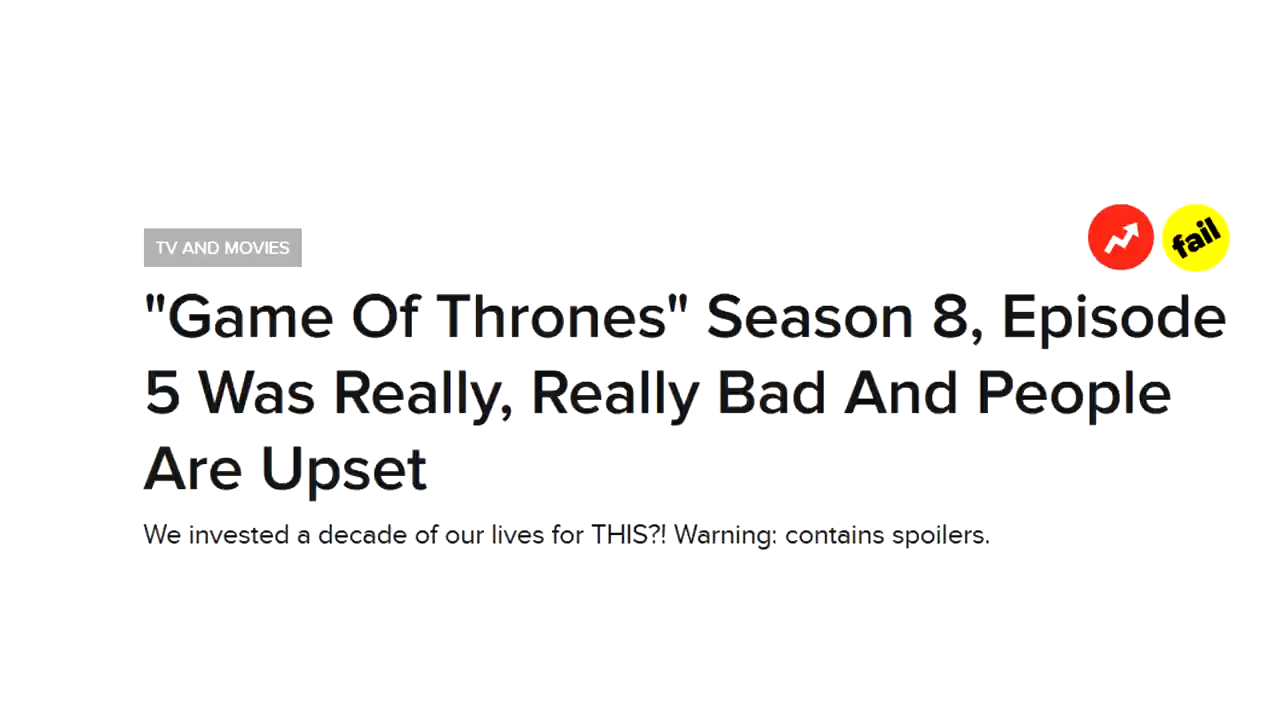 TV AND MOVIES
fail
"Game Of Thrones" Season 8, Episode
5 Was Really, Really Bad And People
Are Upset
We invested a decade of our lives for THIS?! Warning: contains spoilers.